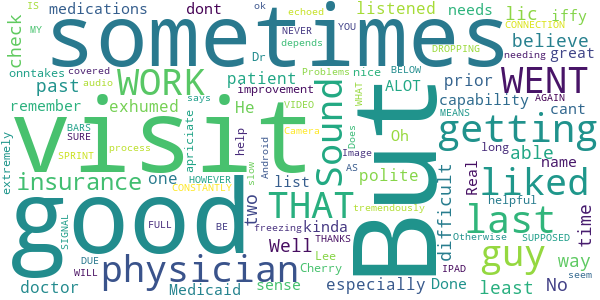 IS
MY
check
dont
ok
echoed
NEVER
YOU
CONNECTION
lic
iffy
medications
sometimes
listened
needs
depends
DROPPING
Dr
believe
onntakes
covered
audio
says
Problems
nice
BELOW
needing
great
past
WORK
patient
improvement
VIDEO
ALOT
prior
AGAIN
WENT
remember
exhumed
He
Camera
WHAT
capability
cant
BARS
SURE
process
apriciate
help
slow
Android
sound
Does
But
MEANS
Oh
getting
SPRINT
visit
Image
AS
polite
able
long
name
extremely
insurance
one
HOWEVER
CONSTANTLY
list
tremendously
difficult
Real
liked
helpful
good
SIGNAL
FULL
BE
two
THAT
freezing
kinda
last
time
THANKS
Well
Otherwise
SUPPOSED
guy
way
DUE
WILL
physician
Lee
Cherry
IPAD
No
seem
doctor
Medicaid
sense
especially
Done
least